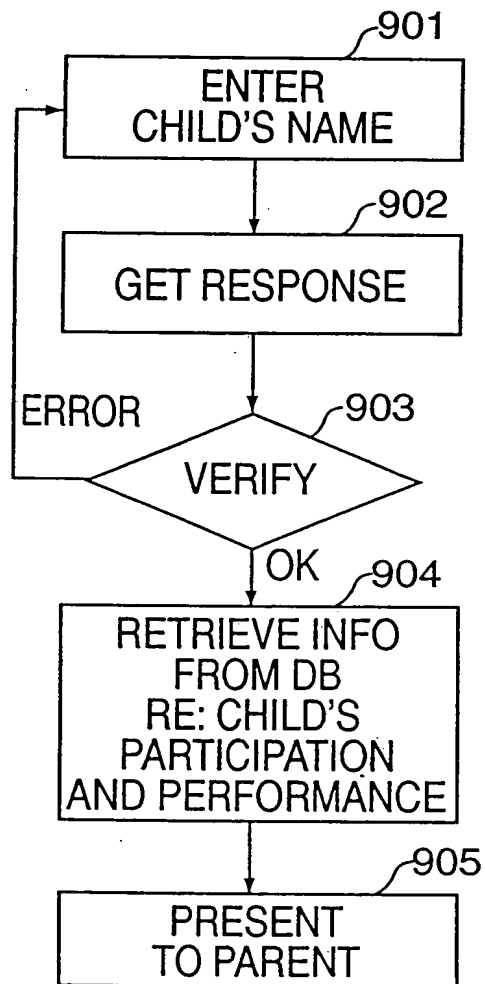 901
ENTER
CHILD'S NAME
902
GET RESPONSE
ERROR
903
VERIFY
OK
904
RETRIEVE INFO
FROM DB
RE: CHILD'S
PARTICIPATION
AND PERFORMANCE
905
PRESENT
TO PARENT